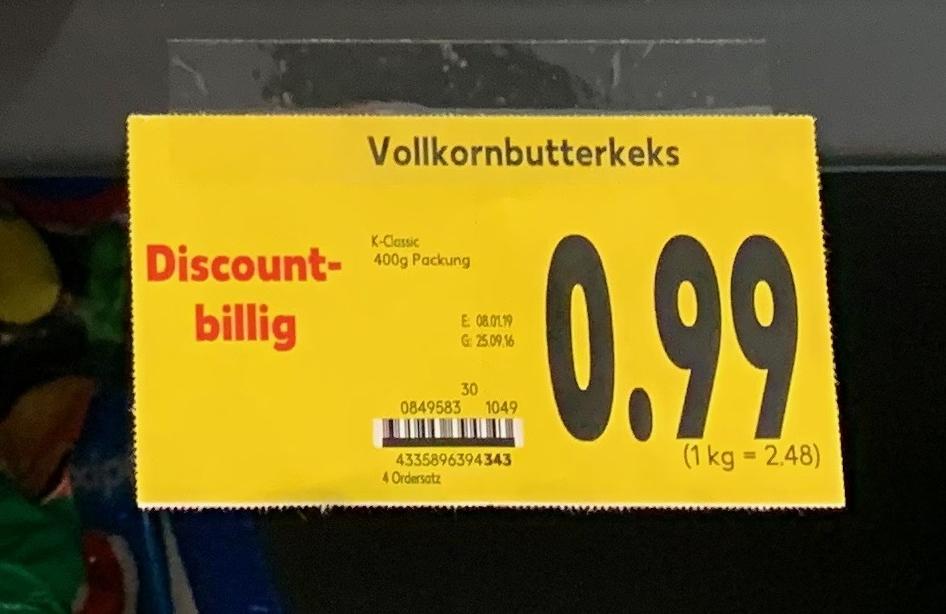 Vollkornbutterkeks
Discount-
billig
K-Classic
400g Packung
E: 08.01.19
G: 25.09.16
0.99
30
0849583 1049
4335896394343
(1 kg = 2.48)
4 Ordersatz